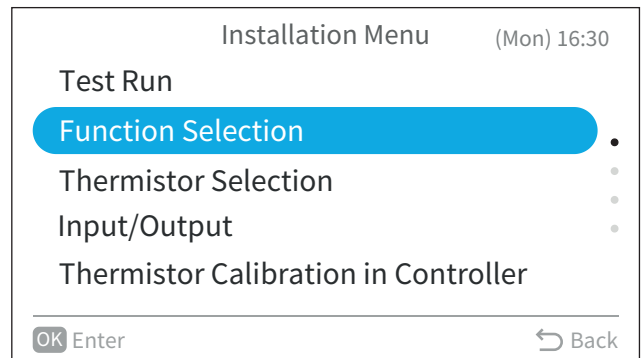 Installation Menu (Mon) 16:30
Test Run
Function Selection
Thermistor Selection
Input/Output
Thermistor Calibration in Controller
OK Enter Back